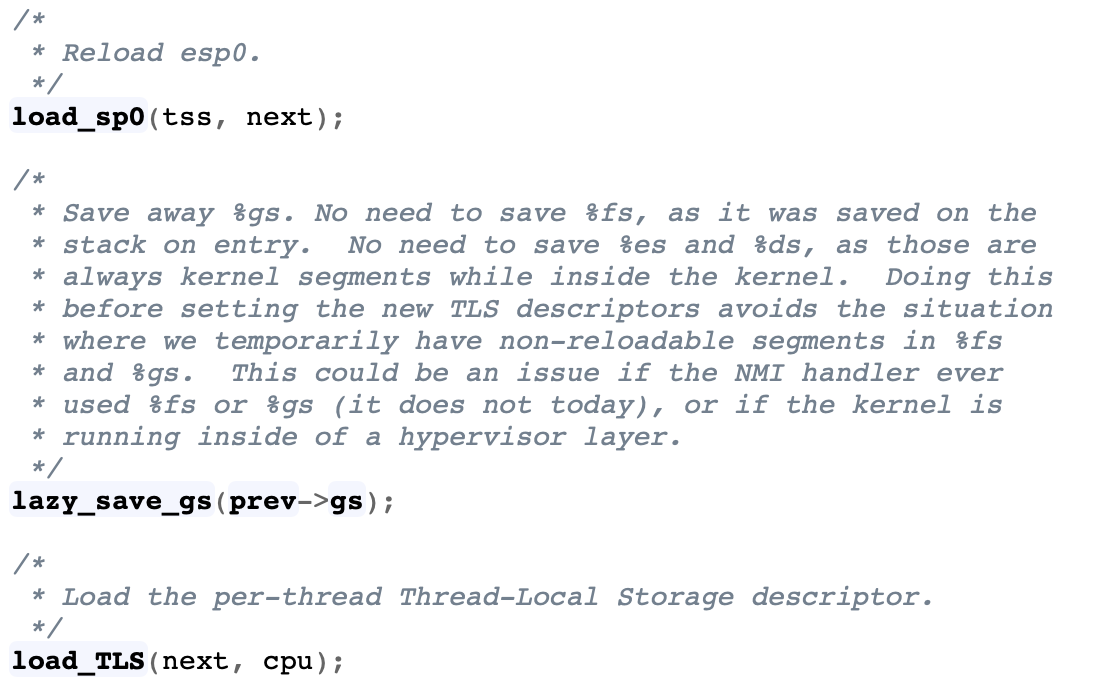 /*
 * Reload esp0.
 */
load_sp0(tss, next);

/*
 * Save away %gs. No need to save %fs, as it was saved on the
 * stack on entry.  No need to save %es and %ds, as those are
 * always kernel segments while inside the kernel.  Doing this
 * before setting the new TLS descriptors avoids the situation
 * where we temporarily have non-reloadable segments in %fs
 * and %gs.  This could be an issue if the NMI handler ever
 * used %fs or %gs (it does not today), or if the kernel is
 * running inside of a hypervisor layer.
 */
lazy_save_gs(prev->gs);

/*
 * Load the per-thread Thread-Local Storage descriptor.
 */
load_TLS(next, cpu);